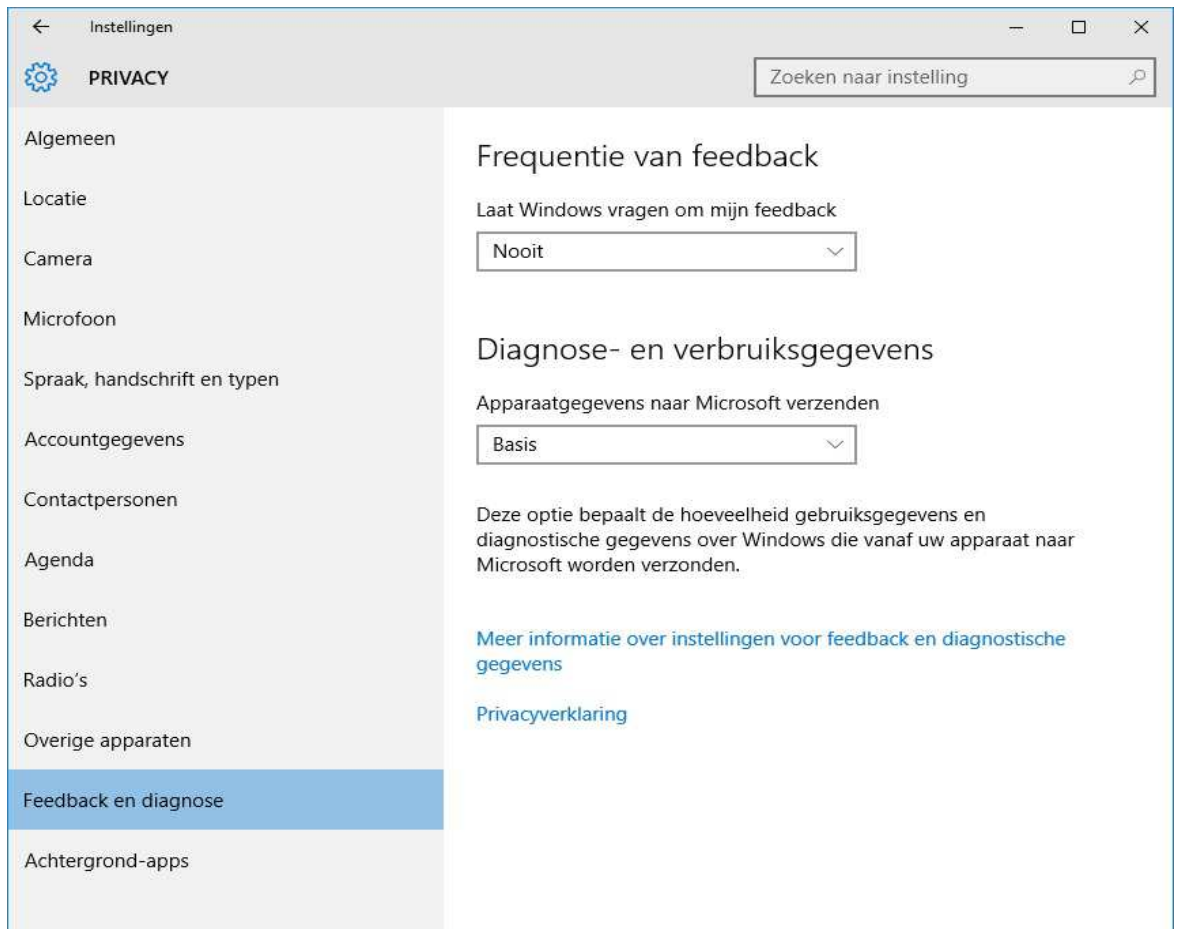 Instellingen
PRIVACY
Zoeken naar instelling
Algemeen
Locatie
Camera
Microfoon
Spraak, handschrift en typen
Accountgegevens
Contactpersonen
Agenda
Berichten
Radio's
Overige apparaten
Feedback en diagnose
Achtergrond-apps
Frequentie van feedback
Laat Windows vragen om mijn feedback
Nooit
Diagnose- en verbruiksgegevens
Apparaatgegevens naar Microsoft verzenden
Basis
Deze optie bepaalt de hoeveelheid gebruiksgegevens en
diagnostische gegevens over Windows die vanaf uw apparaat naar
Microsoft worden verzonden.
Meer informatie over instellingen voor feedback en diagnostische
gegevens
Privacyverklaring